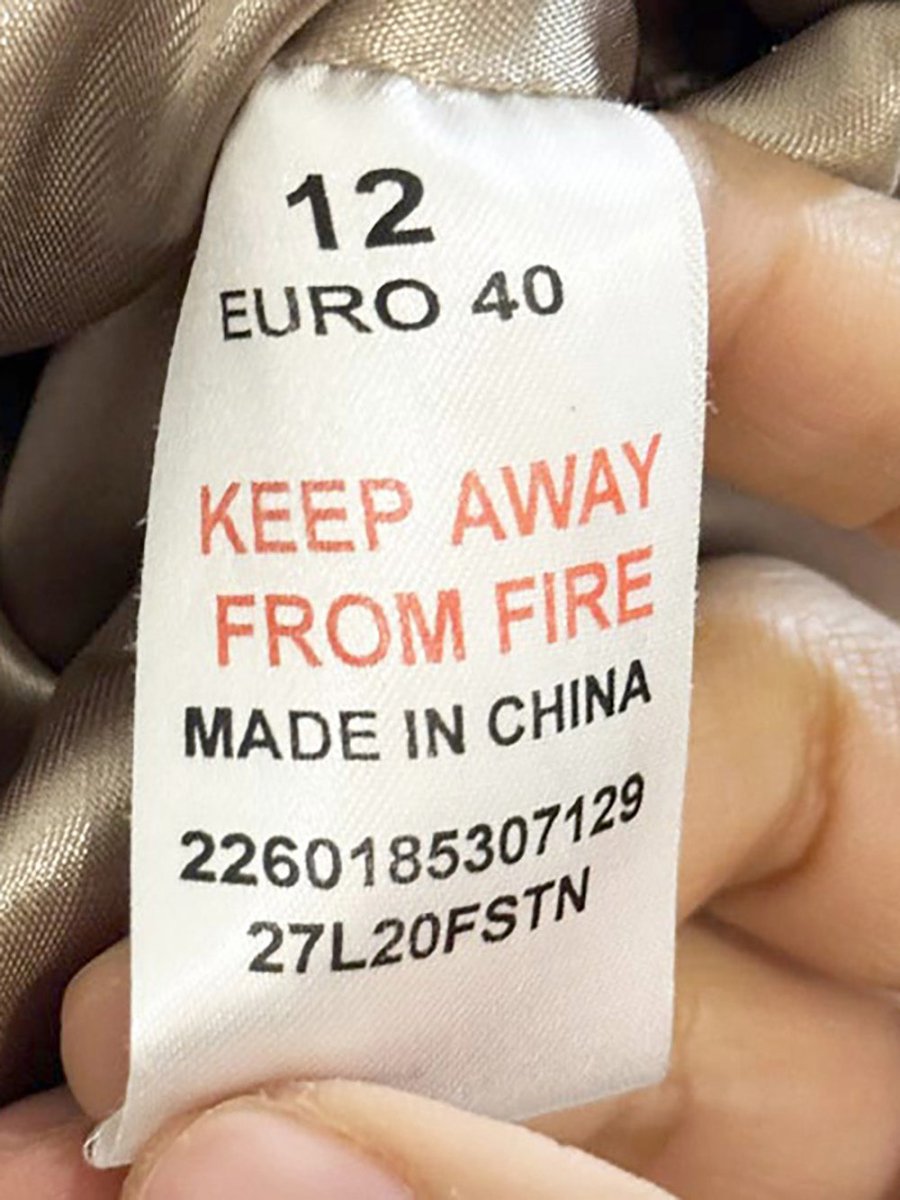 12
EURO 40
KEEP AWAY
FROM FIRE
MADE IN CHINA
2260185307129
27L20FSTN